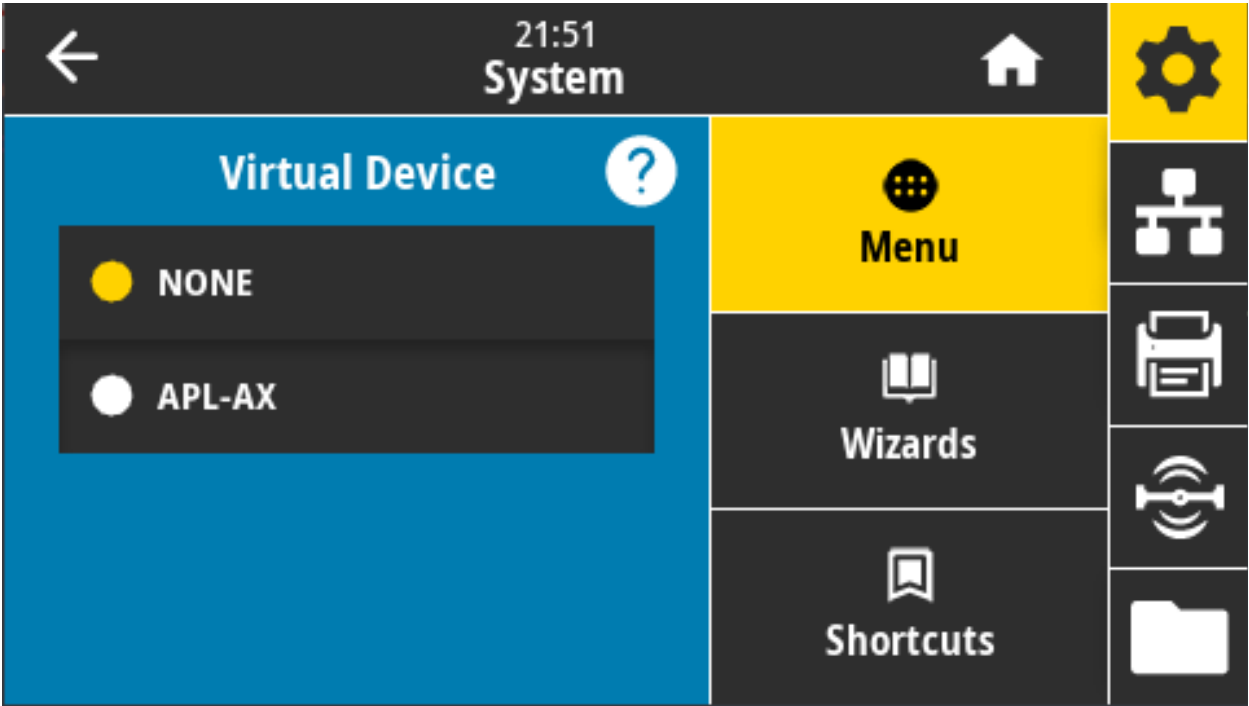 21:51
System
Virtual Device
?
NONE
APL-AX
Menu
Wizards
Shortcuts